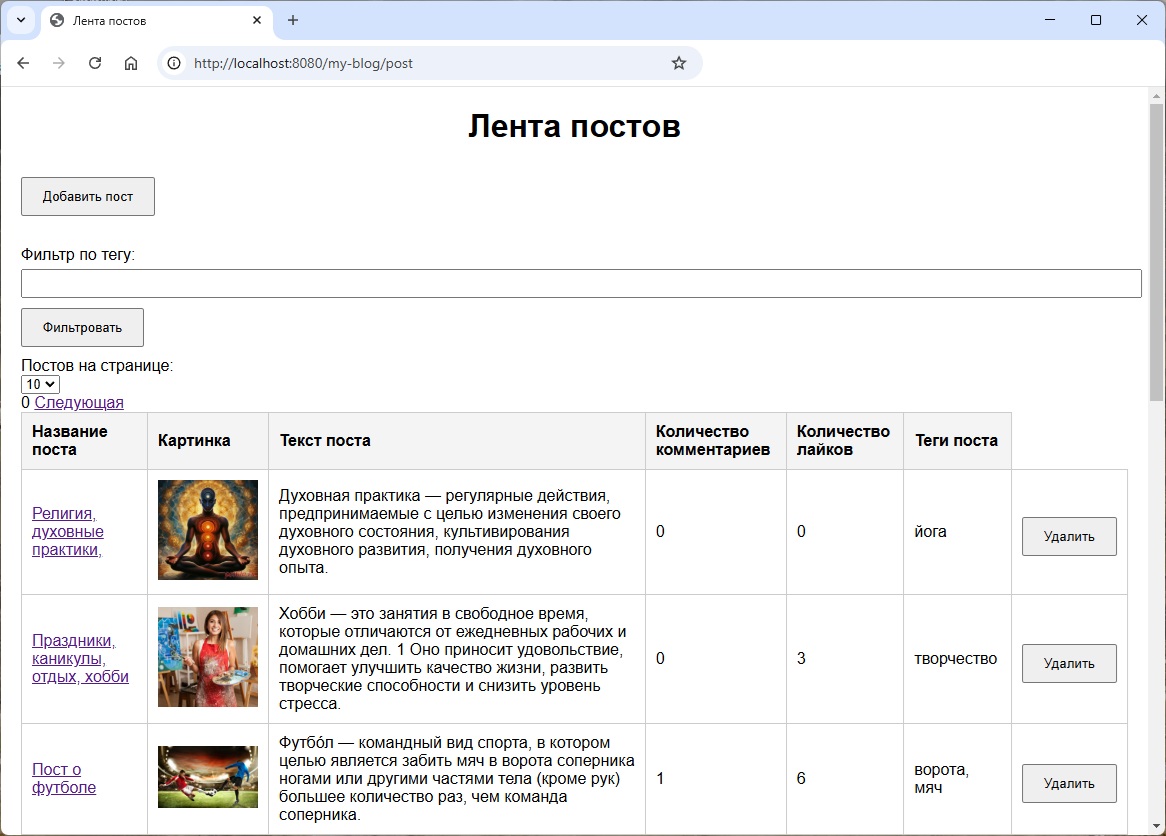 Лента постов
http://localhost:8080/my-blog/post
Лента постов
Добавить пост
Фильтр по тегу:
Фильтровать
Постов на странице:
10
0 Следующая
Название
поста
Картинка
Текст поста
Количество
комментариев
Количество
лайков
Теги поста
Религия,
духовные
практики,
Духовная практика — регулярные действия,
предпринимаемые с целью изменения своего
духовного состояния, культивирования
духовного развития, получения духовного
опыта.
0
0
йога
Удалить
Праздники,
каникулы,
отдых, хобби
Хобби — это занятия в свободное время,
которые отличаются от ежедневных рабочих и
домашних дел. 1 Оно приносит удовольствие,
помогает улучшить качество жизни, развить
творческие способности и снизить уровень
стресса.
0
3
творчество
Удалить
Пост о
футболе
Футбо́л — командный вид спорта, в котором
целью является забить мяч в ворота соперника
ногами или другими частями тела (кроме рук)
большее количество раз, чем команда
соперника.
1
6
ворота,
мяч
Удалить